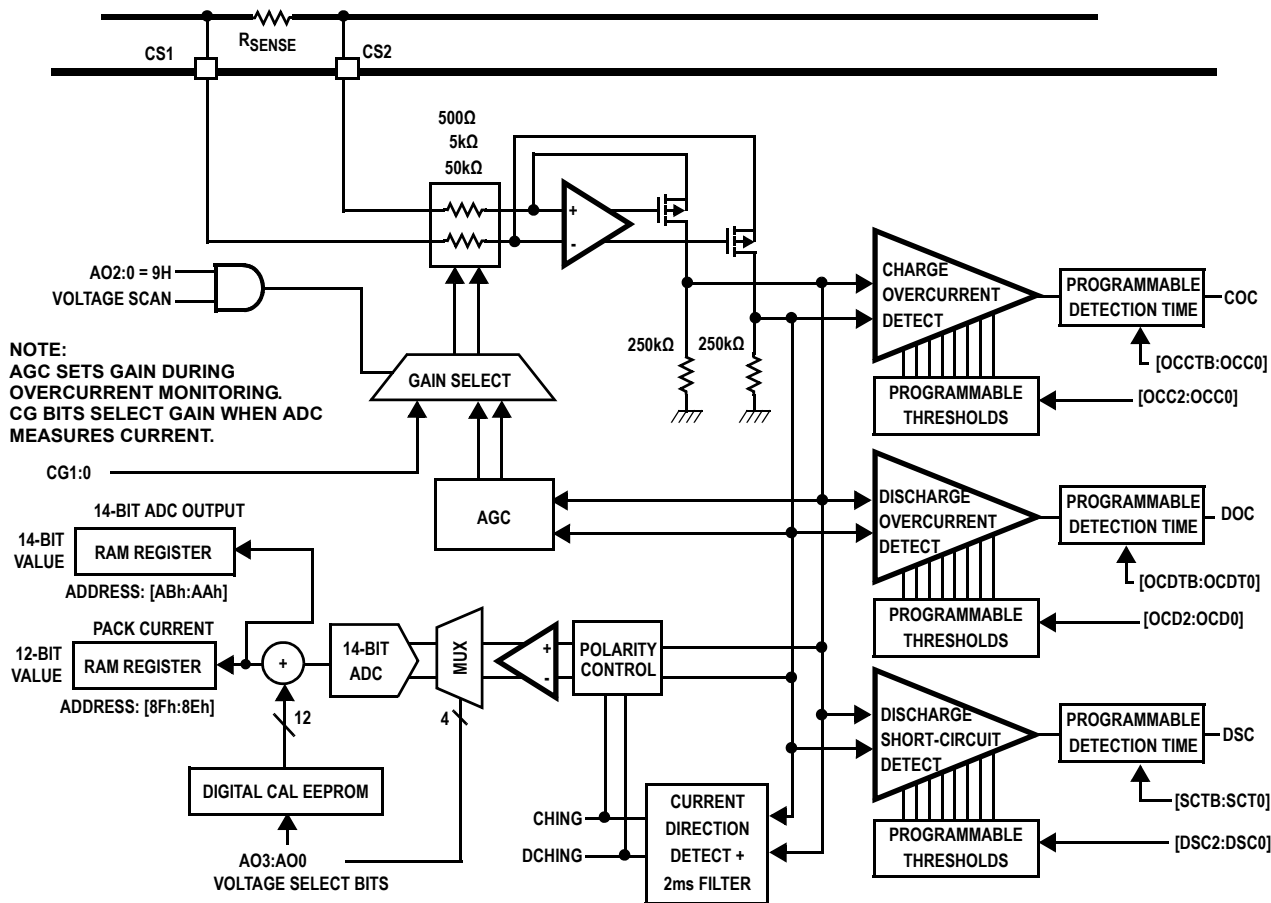 RSENSE
CS1
CS2
500Ω
5kΩ
50kΩ
+
-
AO2:0 = 9H
VOLTAGE SCAN
NOTE:
AGC SETS GAIN DURING
OVERCURRENT MONITORING.
CG BITS SELECT GAIN WHEN ADC
MEASURES CURRENT.
GAIN SELECT
250kΩ
250kΩ
CG1:0
AGC
CHARGE
OVERCURRENT
DETECT
PROGRAMMABLE
DETECTION TIME
COC
[OCCTB:OCC0]
PROGRAMMABLE
THRESHOLDS
[OCC2:OCC0]
DISCHARGE
OVERCURRENT
DETECT
PROGRAMMABLE
DETECTION TIME
DOC
[OCDTB:OCDT0]
PROGRAMMABLE
THRESHOLDS
[OCD2:OCD0]
DISCHARGE
SHORT-CIRCUIT
DETECT
PROGRAMMABLE
DETECTION TIME
DSC
[SCTB:SCT0]
PROGRAMMABLE
THRESHOLDS
[DSC2:DSC0]
14-BIT ADC OUTPUT
14-BIT
VALUE
RAM REGISTER
ADDRESS: [ABh:AAh]
PACK CURRENT
12-BIT
VALUE
RAM REGISTER
ADDRESS: [8Fh:8Eh]
+
14-BIT
ADC
MUX
+
-
POLARITY
CONTROL
12
4
DIGITAL CAL EEPROM
AO3:AO0
VOLTAGE SELECT BITS
CHING
DCHING
CURRENT
DIRECTION
DETECT +
2ms FILTER